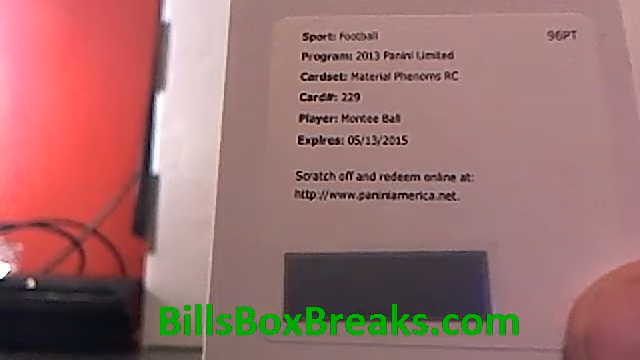 Sport: Football
96PT
Program: 2013 Panini Limited
Cardset: Material Phenoms RC
Card#: 229
Player: Montee Ball
Expires: 05/13/2015
Scratch off and redeem online at:
http://www.paniniamerica.net.
BillsBoxBreaks.com